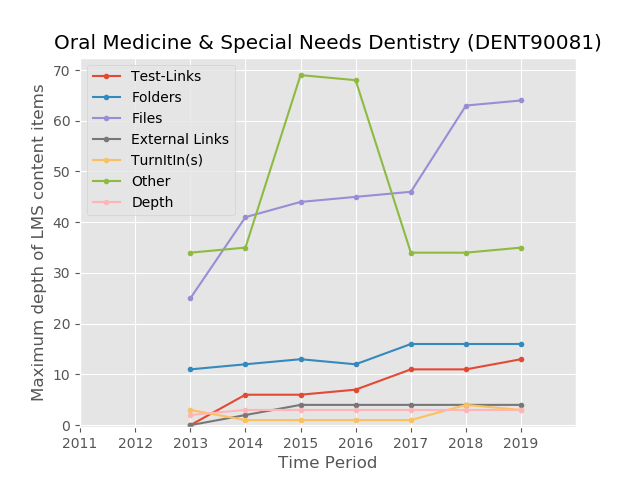 Oral Medicine & Special Needs Dentistry (DENT90081)
Maximum depth of LMS content items
70
60
50
40
30
20
10
0
Test-Links
Folders
Files
External Links
TurnItIn(s)
Other
Depth
2011 2012 2013 2014 2015 2016 2017 2018 2019
Time Period